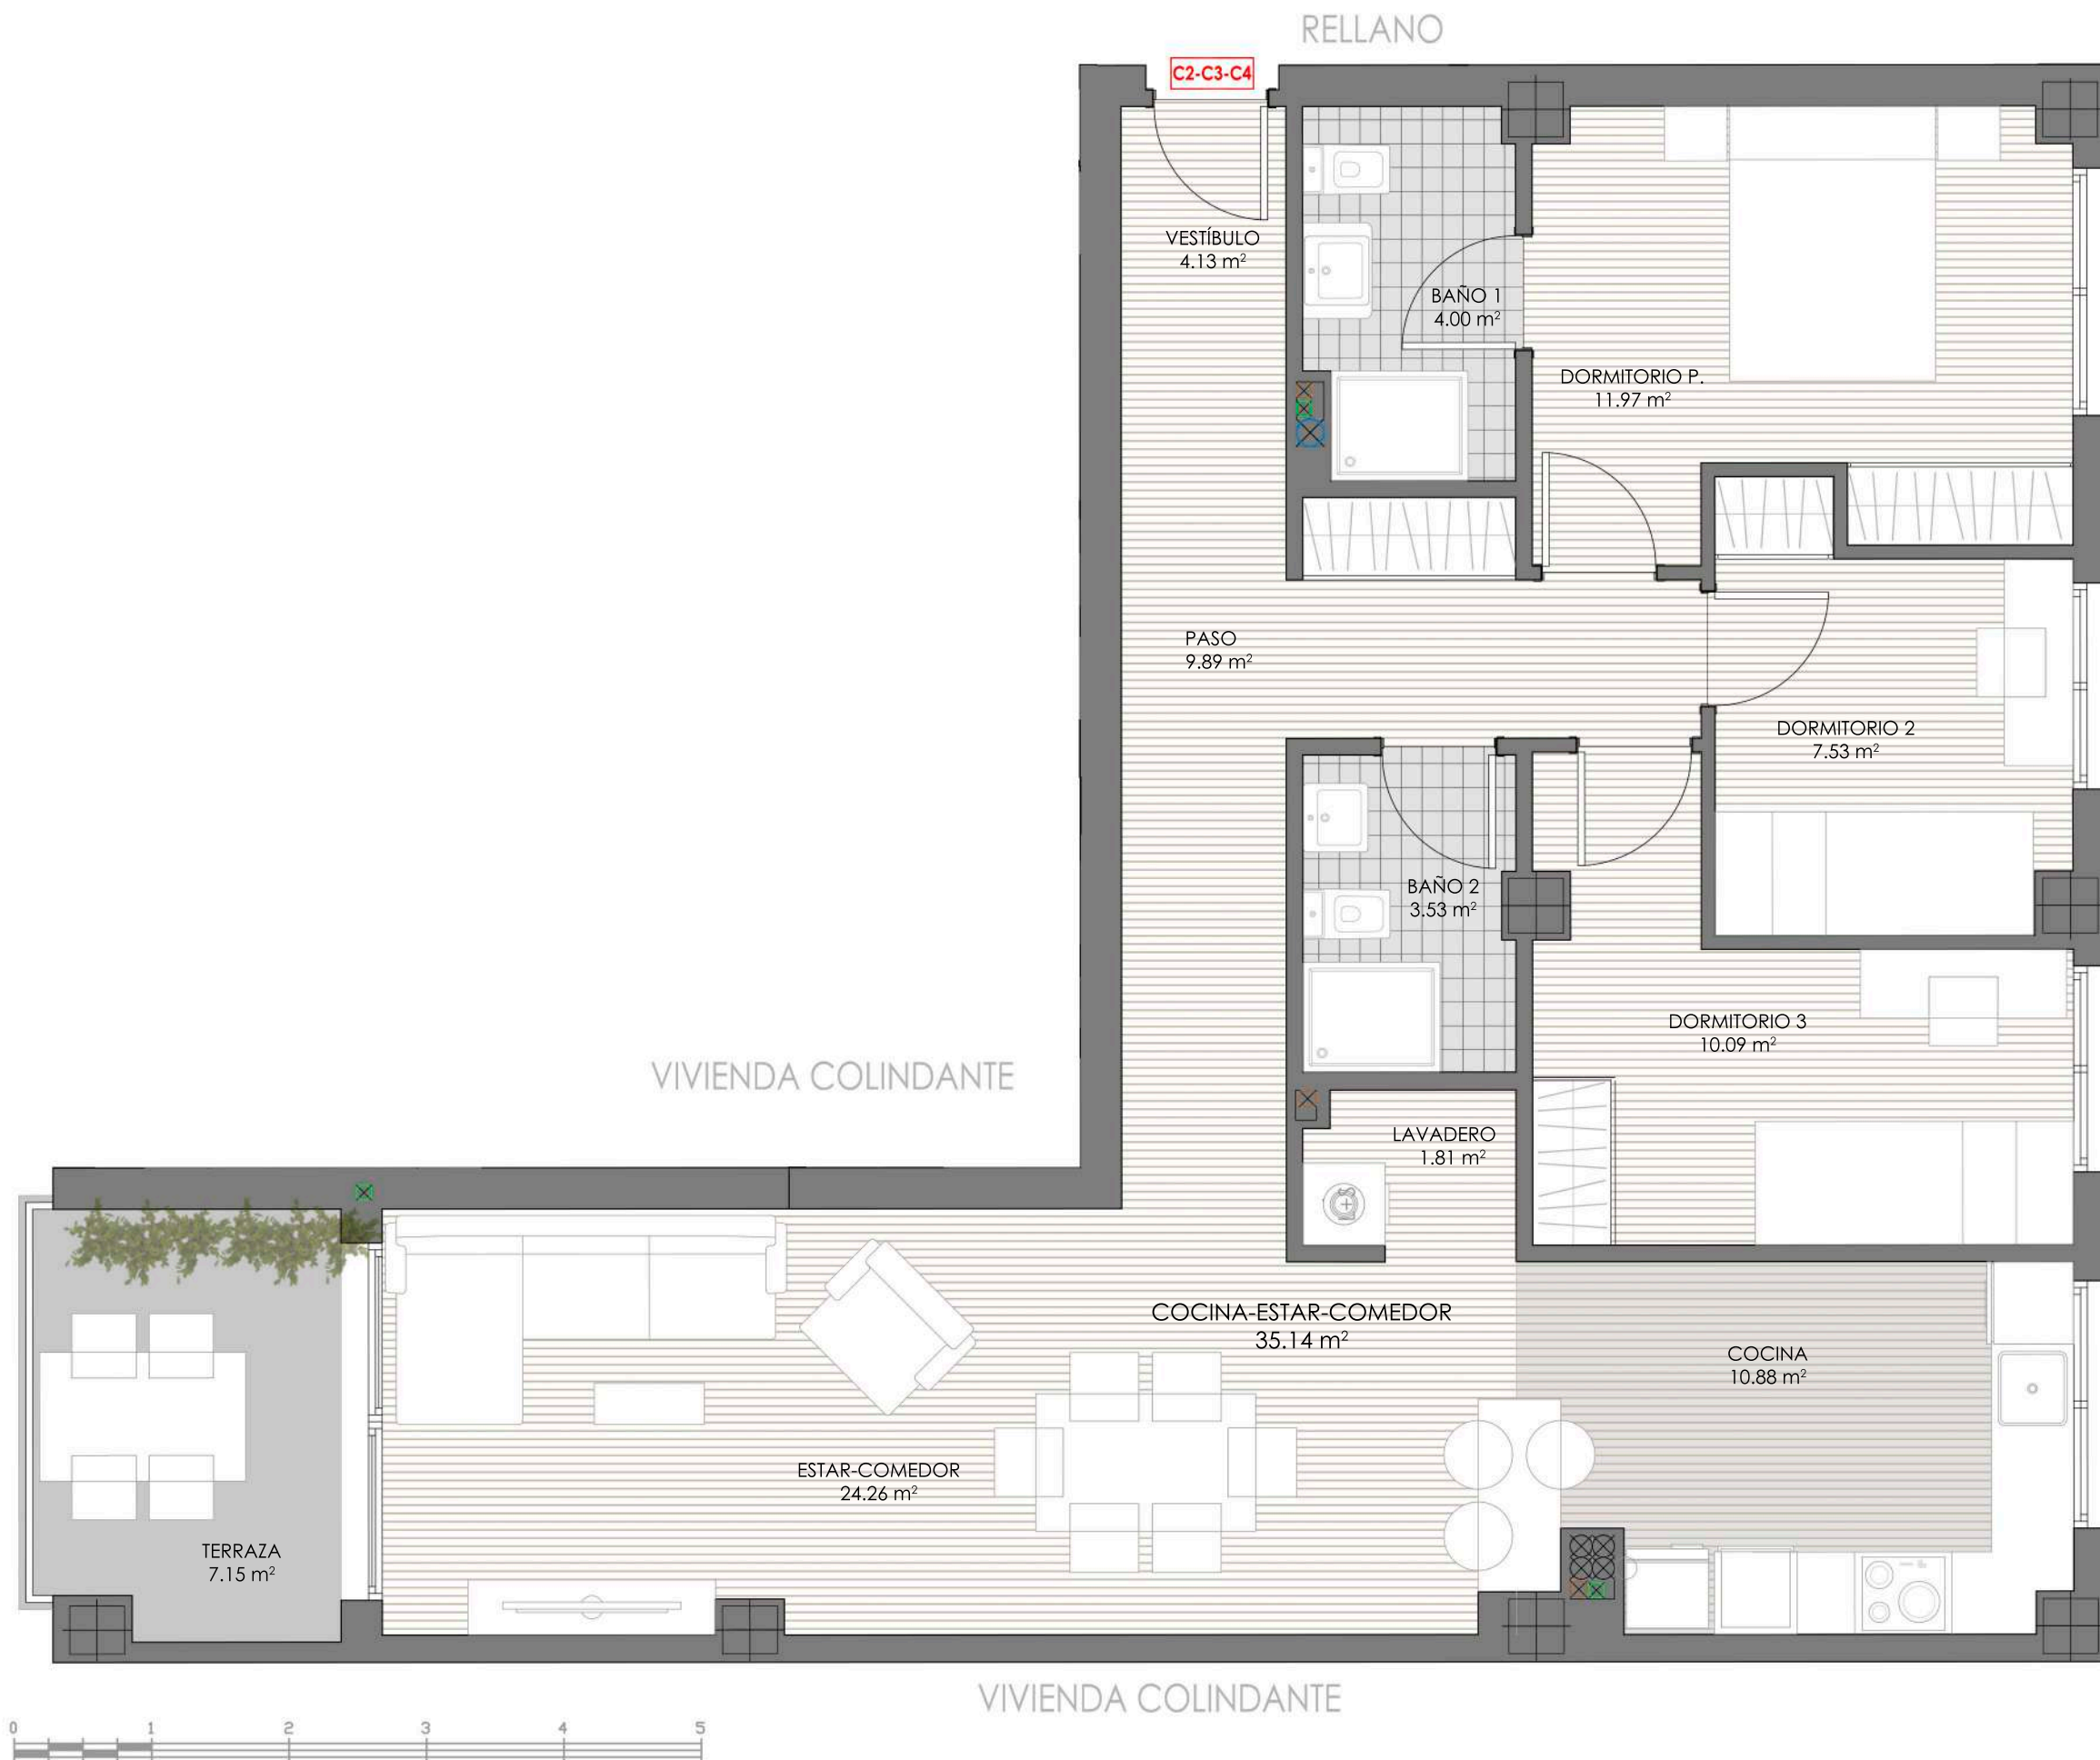 RELLANO
C2-C3-C4
VESTÍBULO
4.13 m²
BAÑO 1
4.00 m²
DORMITORIO P.
11.97 m²
PASO
9.89 m²
DORMITORIO 2
7.53 m²
BAÑO 2
3.53 m²
DORMITORIO 3
10.09 m²
VIVIENDA COLINDANTE
LAVADERO
1.81 m²
COCINA-ESTAR-COMEDOR
35.14 m²
COCINA
10.88 m²
ESTAR-COMEDOR
24.26 m²
TERRAZA
7.15 m²
VIVIENDA COLINDANTE
0 1 2 3 4 5